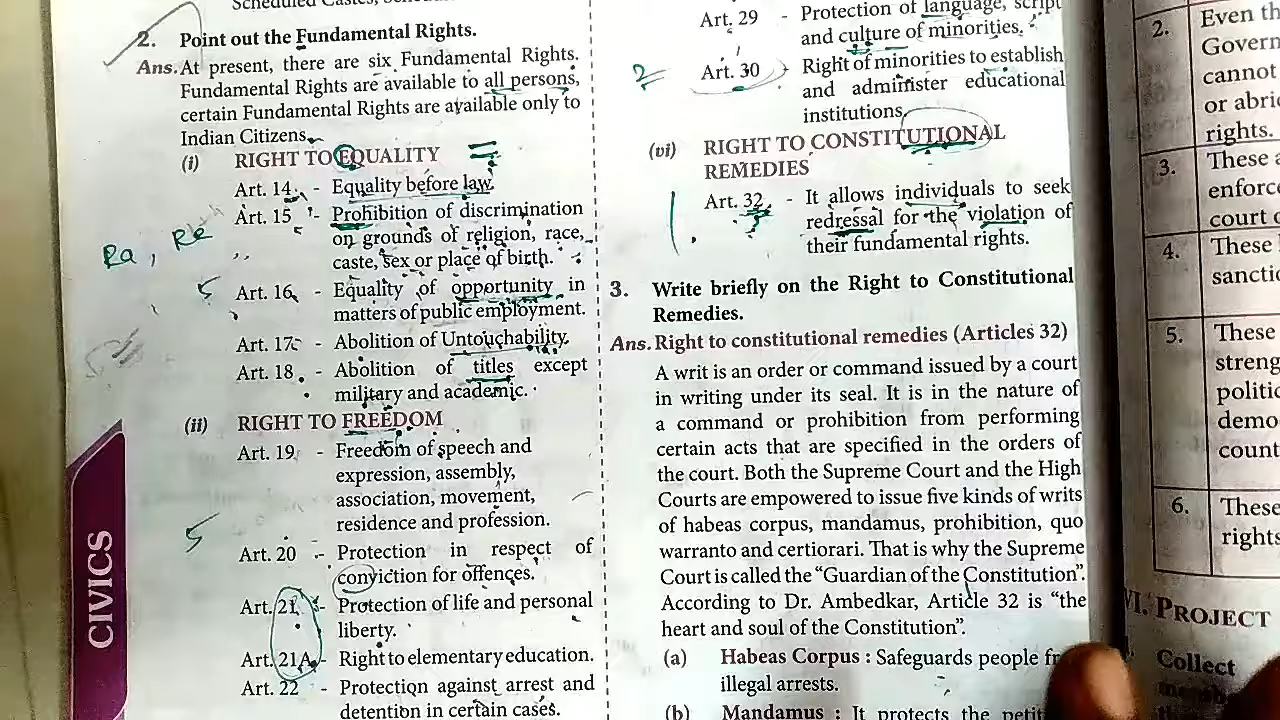 2. Point out the Fundamental Rights.
Ans. At present, there are six Fundamental Rights.
Fundamental Rights are available to all persons,
certain Fundamental Rights are available only to
Indian Citizens.
(i) RIGHT TO EQUALITY
Art. 14 - Equality before law.
Art. 15 - Prohibition of discrimination
on grounds of religion, race,
caste, sex or place of birth.
Ra, Re
5
Art. 16 - Equality of opportunity in
matters of public employment.
Art. 17 - Abolition of Untouchability.
Art. 18 - Abolition of titles except
military and academic.
(ii) RIGHT TO FREEDOM
Art. 19 - Freedom of speech and
expression, assembly,
association, movement,
residence and profession.
5
Art. 20 - Protection in respect of
conviction for offences.
Art. 21 - Protection of life and personal
liberty.
Art. 21A - Right to elementary education.
Art. 22 - Protection against arrest and
detention in certain cases.
CIVICS
Art. 29 - Protection of language, script
and culture of minorities.
2
Art. 30 - Right of minorities to establish
and administer educational
institutions.
(vi) RIGHT TO CONSTITUTIONAL
REMEDIES
Art. 32 - It allows individuals to seek
redressal for the violation of
their fundamental rights.
3. Write briefly on the Right to Constitutional
Remedies.
Ans. Right to constitutional remedies (Articles 32)
A writ is an order or command issued by a court
in writing under its seal. It is in the nature of
a command or prohibition from performing
certain acts that are specified in the orders of
the court. Both the Supreme Court and the High
Courts are empowered to issue five kinds of writs
of habeas corpus, mandamus, prohibition, quo
warranto and certiorari. That is why the Supreme
Court is called the "Guardian of the Constitution".
According to Dr. Ambedkar, Article 32 is "the
heart and soul of the Constitution".
(a) Habeas Corpus : Safeguards people
illegal arrests.
(b) Mandamus : It protects the
2. Even
cannot
rights.
3. These
court
4. These
5. These
6. These
rights
VI. PROJECT
Collect